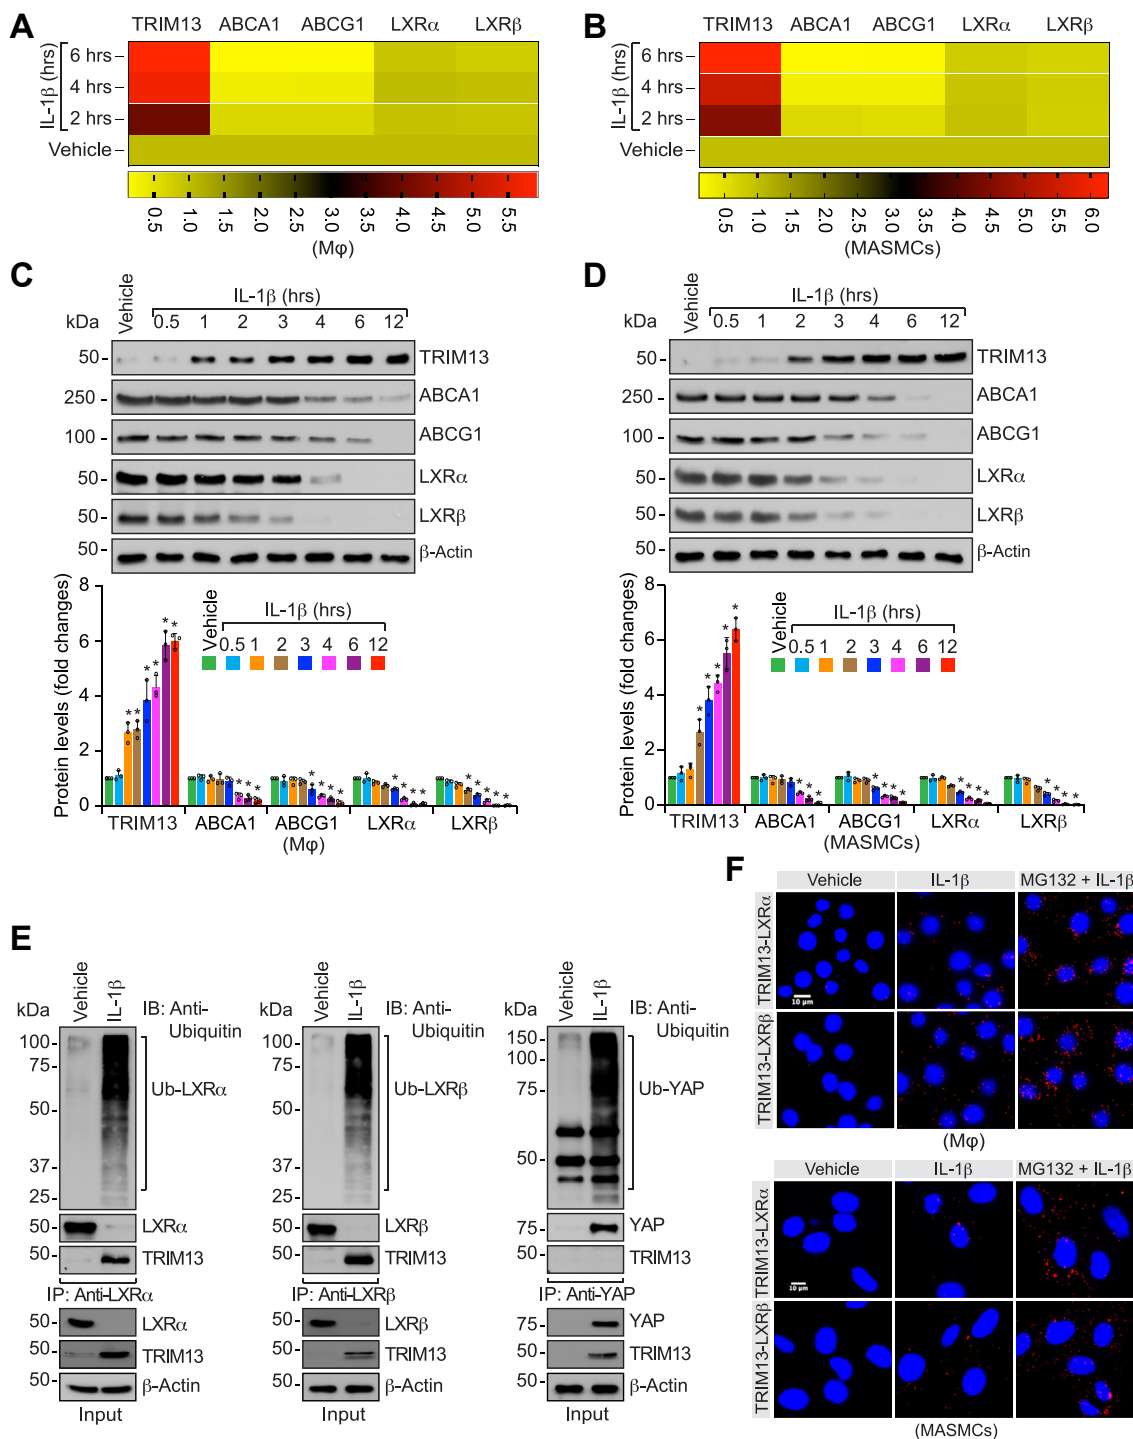 A
TRIM13 ABCA1 ABCG1 LXRα LXRβ
IL-1β (hrs)
6 hrs
4 hrs
2 hrs
Vehicle
0.5 1.0 1.5 2.0 2.5 3.0 3.5 4.0 4.5 5.0 5.5
(Mφ)
B
TRIM13 ABCA1 ABCG1 LXRα LXRβ
IL-1β (hrs)
6 hrs
4 hrs
2 hrs
Vehicle
0.5 1.0 1.5 2.0 2.5 3.0 3.5 4.0 4.5 5.0 5.5 6.0
(MASMCs)
C
IL-1β (hrs)
kDa Vehicle 0.5 1 2 3 4 6 12
50 TRIM13
250 ABCA1
100 ABCG1
50 LXRα
50 LXRβ
50 β-Actin
Protein levels (fold changes)
8
6
4
2
0
IL-1β (hrs)
Vehicle 0.5 1 2 3 4 6 12
* * * * * *
* * *
* * * *
* * * *
* * * *
TRIM13 ABCA1 ABCG1 LXRα LXRβ
(Mφ)
D
IL-1β (hrs)
kDa Vehicle 0.5 1 2 3 4 6 12
50 TRIM13
250 ABCA1
100 ABCG1
50 LXRα
50 LXRβ
50 β-Actin
Protein levels (fold changes)
8
6
4
2
0
IL-1β (hrs)
Vehicle 0.5 1 2 3 4 6 12
* * * * *
* * *
* * * *
* * * *
* * * *
TRIM13 ABCA1 ABCG1 LXRα LXRβ
(MASMCs)
E
kDa Vehicle IL-1β IB: Anti-
Ubiquitin
100
75
Ub-LXRα
50
37
25
50 LXRα
50 TRIM13
IP: Anti-LXRα
50 LXRα
50 TRIM13
50 β-Actin
Input
kDa Vehicle IL-1β IB: Anti-
Ubiquitin
100
75
Ub-LXRβ
50
37
25
50 LXRβ
50 TRIM13
IP: Anti-LXRβ
50 LXRβ
50 TRIM13
50 β-Actin
Input
kDa Vehicle IL-1β IB: Anti-
Ubiquitin
150
100
75
Ub-YAP
50
75 YAP
50 TRIM13
IP: Anti-YAP
75 YAP
50 TRIM13
50 β-Actin
Input
F
Vehicle IL-1β MG132 + IL-1β
TRIM13-LXRα
10 μm
TRIM13-LXRβ
(Mφ)
Vehicle IL-1β MG132 + IL-1β
TRIM13-LXRα
10 μm
TRIM13-LXRβ
(MASMCs)